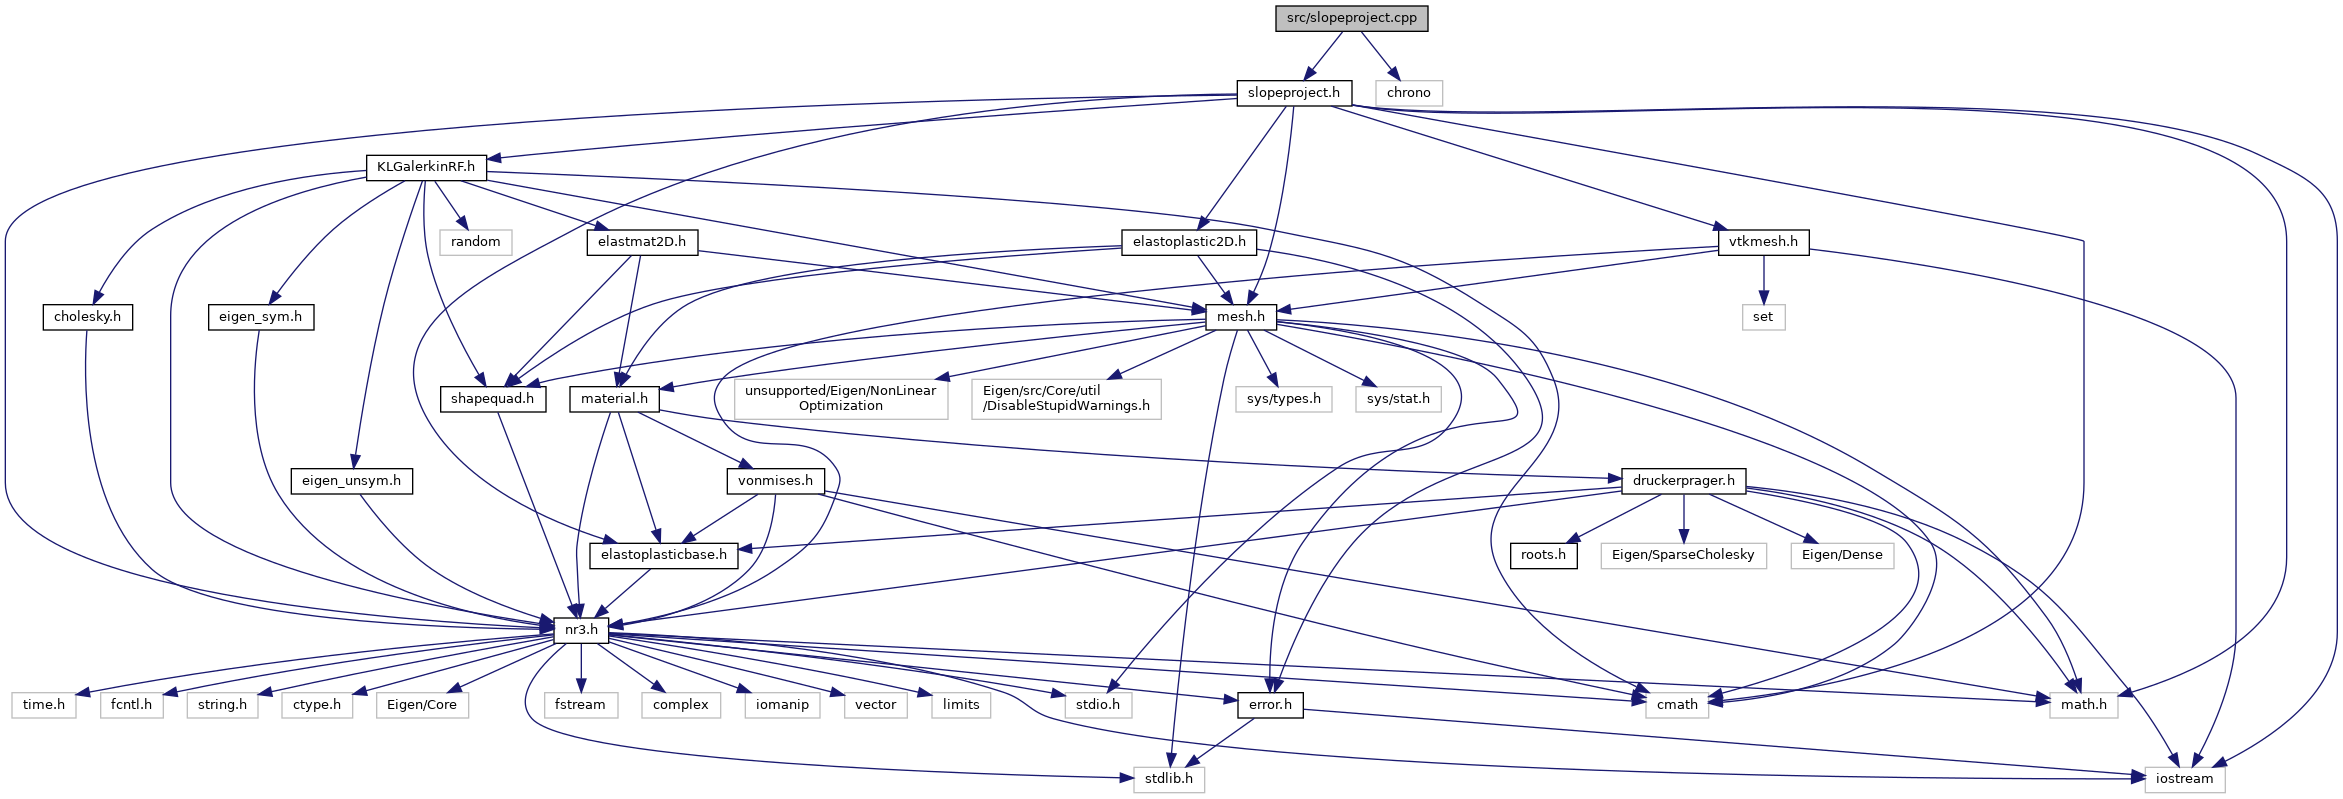 src/slopeproject.cpp
slopeproject.h
chrono
KLGalerkinRF.h
random
elastmat2D.h
elastoplastic2D.h
vtkmesh.h
cholesky.h
eigen_sym.h
mesh.h
set
shapequad.h
material.h
unsupported/Eigen/NonLinear
Optimization
Eigen/src/Core/util
/DisableStupidWarnings.h
sys/types.h
sys/stat.h
eigen_unsym.h
vonmises.h
druckerprager.h
elastoplasticbase.h
roots.h
Eigen/SparseCholesky
Eigen/Dense
nr3.h
time.h
fcntl.h
string.h
ctype.h
Eigen/Core
fstream
complex
iomanip
vector
limits
stdio.h
error.h
cmath
math.h
stdlib.h
iostream